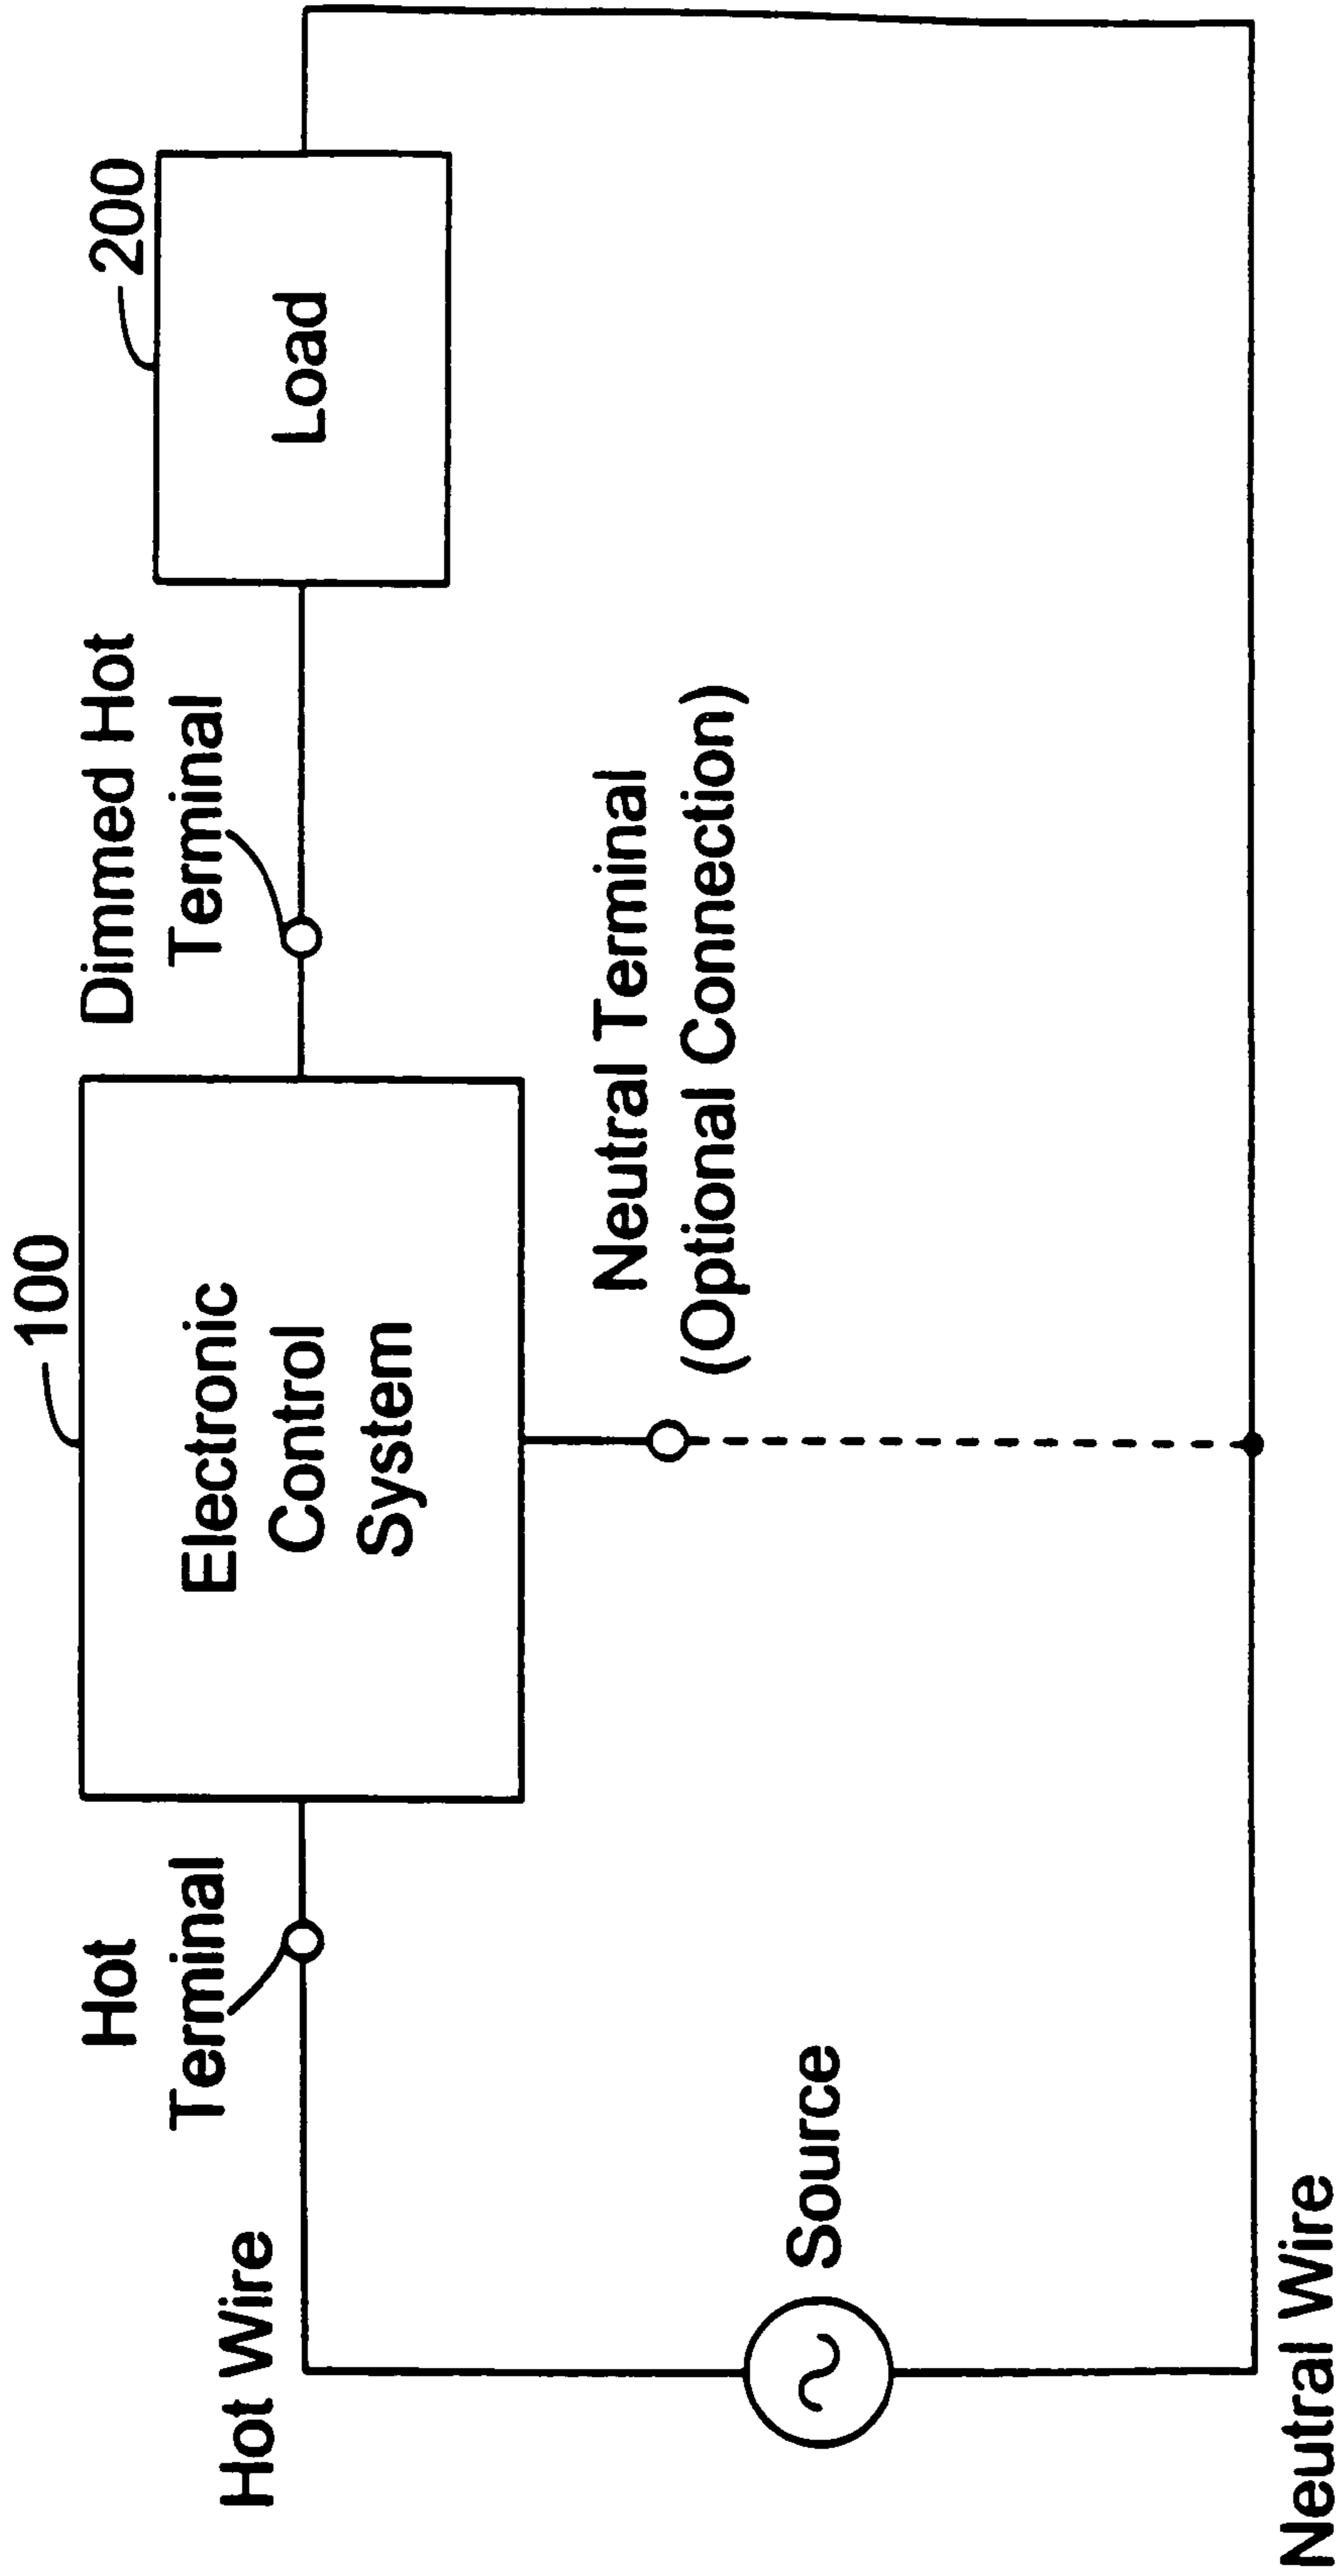 100
Electronic
Control
System
200
Load
Hot
Terminal
Dimmed Hot
Terminal
Hot Wire
Neutral Terminal
(Optional Connection)
Source
Neutral Wire